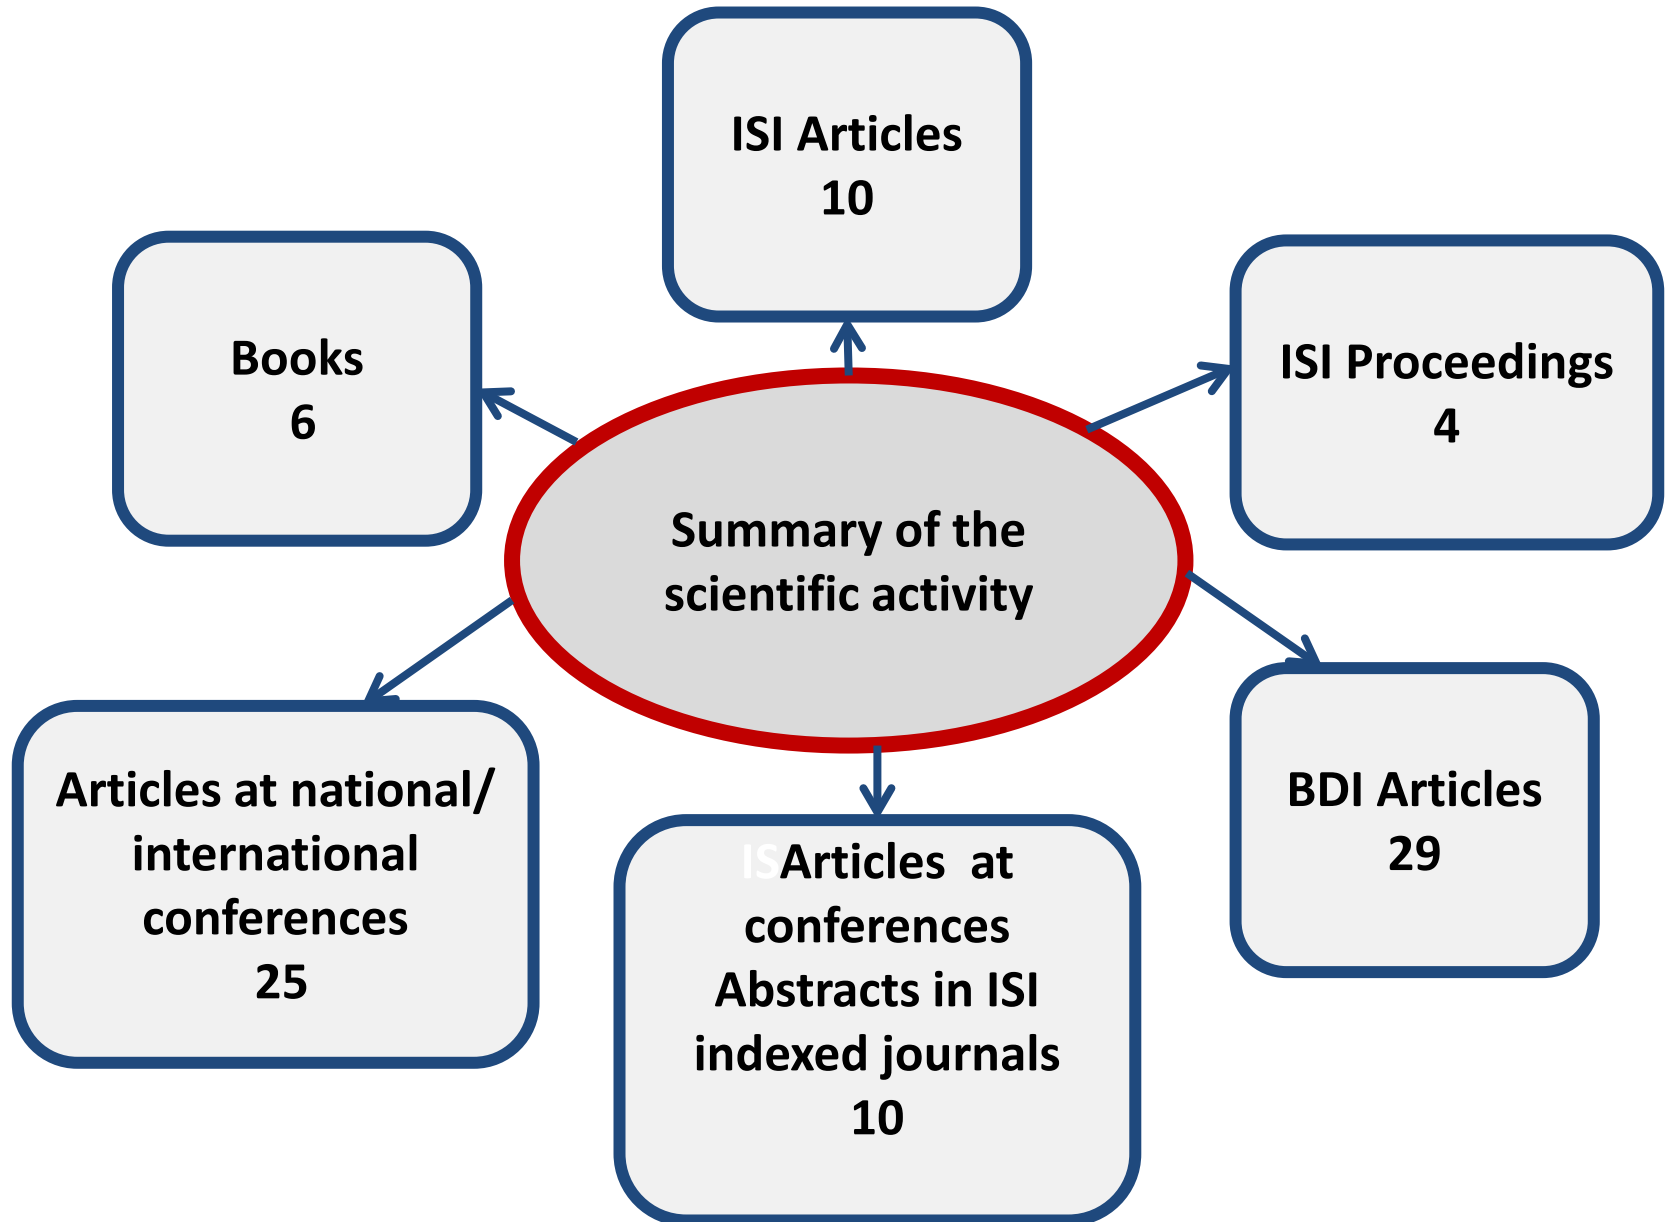 ISI Articles
10
Books
6
ISI Proceedings
4
Summary of the
scientific activity
Articles at national/
international
conferences
25
ISArticles  at
conferences
Abstracts in ISI
indexed journals
10
BDI Articles
29